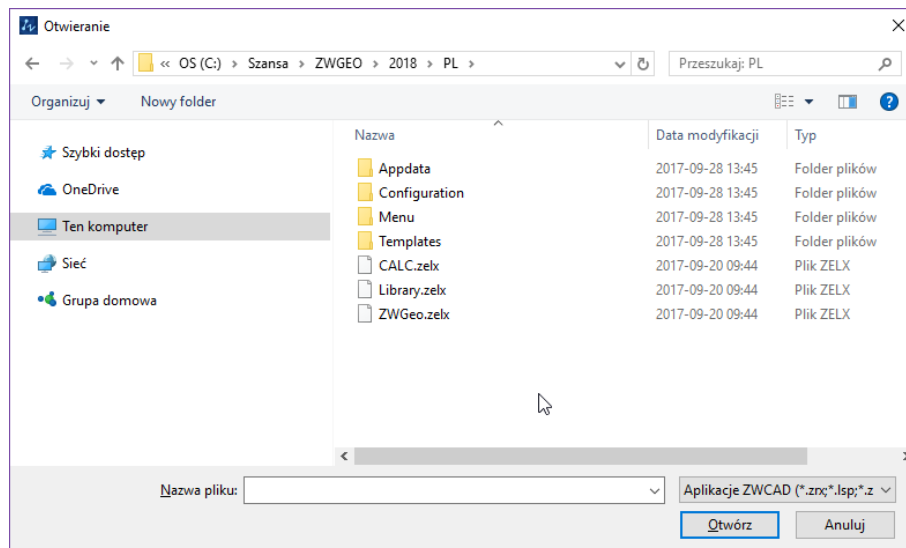 Otwieranie
« OS (C:) > Szansa > ZWGEO > 2018 > PL >
Przeszukaj: PL
Organizuj
Nowy folder
Nazwa
Data modyfikacji
Typ
Szybki dostęp
OneDrive
Ten komputer
Sieć
Grupa domowa
Appdata 2017-09-28 13:45 Folder plików
Configuration 2017-09-28 13:45 Folder plików
Menu 2017-09-28 13:45 Folder plików
Templates 2017-09-28 13:45 Folder plików
CALC.zelx 2017-09-20 09:44 Plik ZELX
Library.zelx 2017-09-20 09:44 Plik ZELX
ZWGeo.zelx 2017-09-20 09:44 Plik ZELX
Nazwa pliku:
Aplikacje ZWCAD (*.zrx;*.lsp;*.z
Otwórz
Anuluj